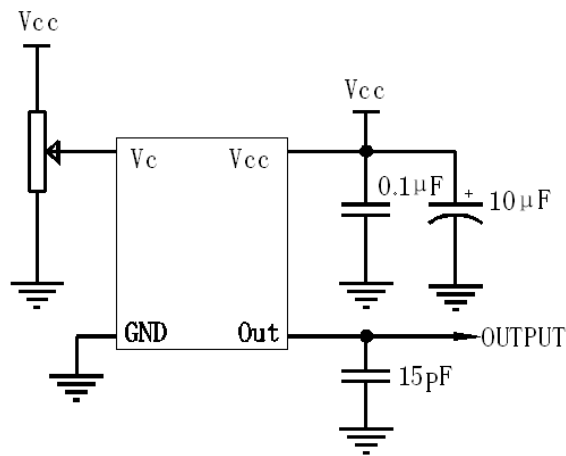 Vcc
Vcc
Vc
Vcc
0.1μF
+
10μF
GND
Out
OUTPUT
15pF